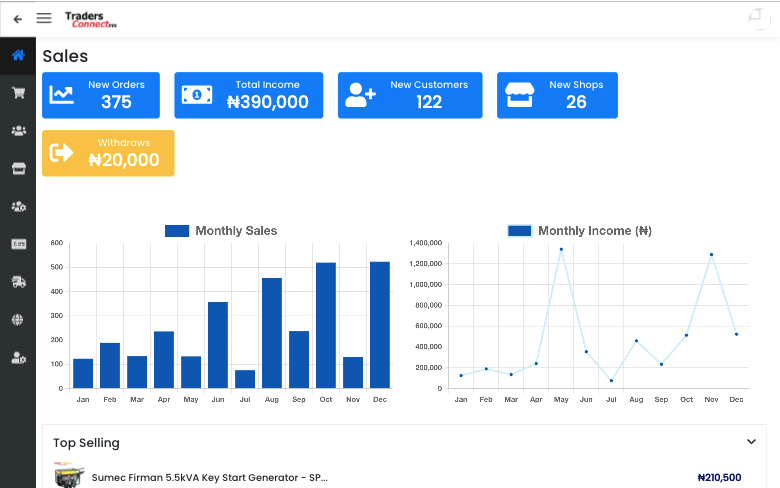 Traders
Connect
Sales
New Orders
375
Total Income
₦390,000
New Customers
122
New Shops
26
Withdraws
₦20,000
Monthly Sales
600
500
400
300
200
100
0
Jan Feb Mar Apr May Jun Jul Aug Sep Oct Nov Dec
Monthly Income (₦)
1,400,000
1,200,000
1,000,000
800,000
600,000
400,000
200,000
0
Jan Feb Mar Apr May Jun Jul Aug Sep Oct Nov Dec
Top Selling
Sumec Firman 5.5kVA Key Start Generator - SP...
₦210,500